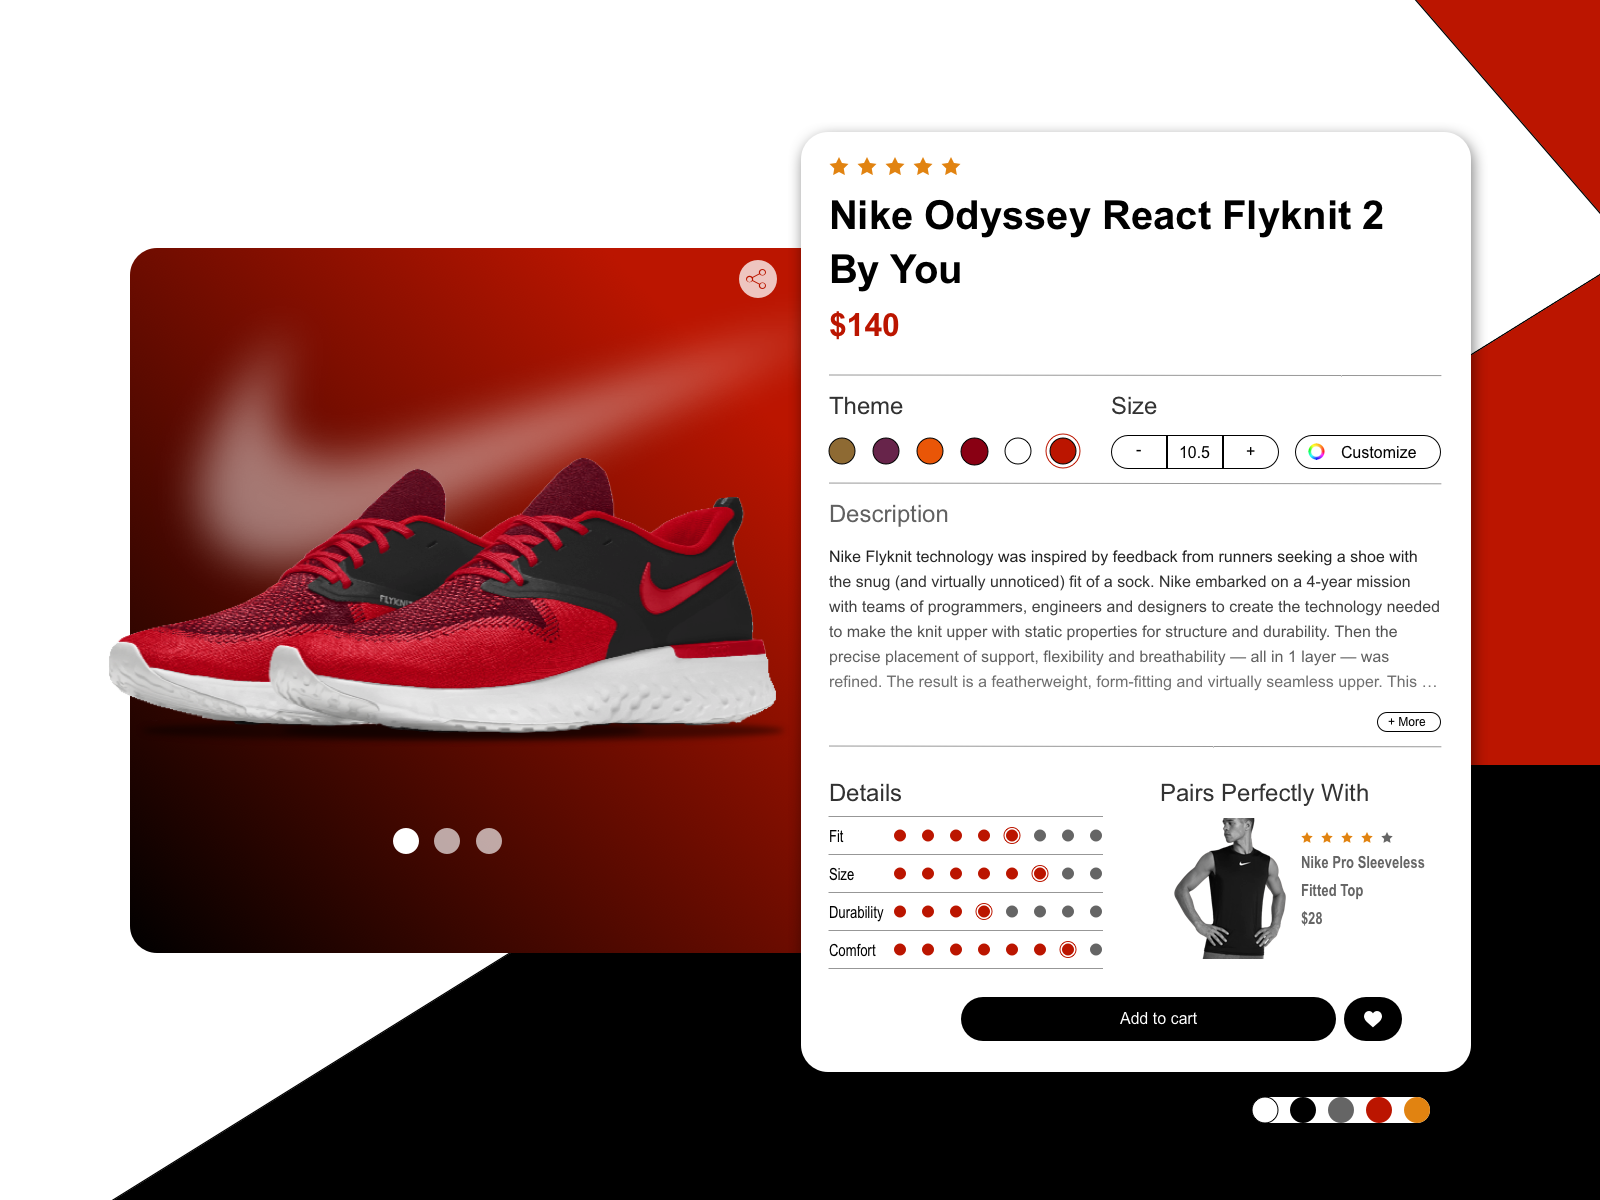 Nike Odyssey React Flyknit 2
By You
$140
Theme
Size
- 10.5 +
Customize
Description
Nike Flyknit technology was inspired by feedback from runners seeking a shoe with
the snug (and virtually unnoticed) fit of a sock. Nike embarked on a 4-year mission
with teams of programmers, engineers and designers to create the technology needed
to make the knit upper with static properties for structure and durability. Then the
precise placement of support, flexibility and breathability — all in 1 layer — was
refined. The result is a featherweight, form-fitting and virtually seamless upper. This …
+ More
Details
Fit
Size
Durability
Comfort
Pairs Perfectly With
Nike Pro Sleeveless
Fitted Top
$28
Add to cart